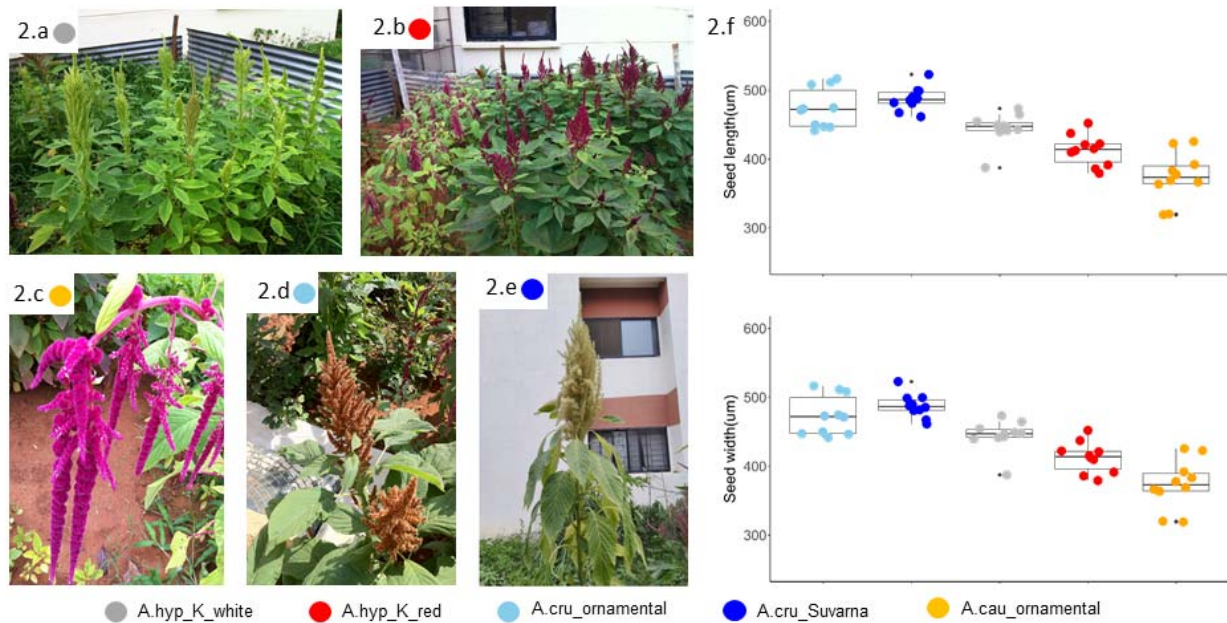 2.a
2.b
2.f
600
500
400
300
Seed length(um)
2.c
2.d
2.e
600
500
400
300
Seed width(um)
A.hyp_K_white
A.hyp_K_red
A.cru_ornamental
A.cru_Suvarna
A.cau_ornamental